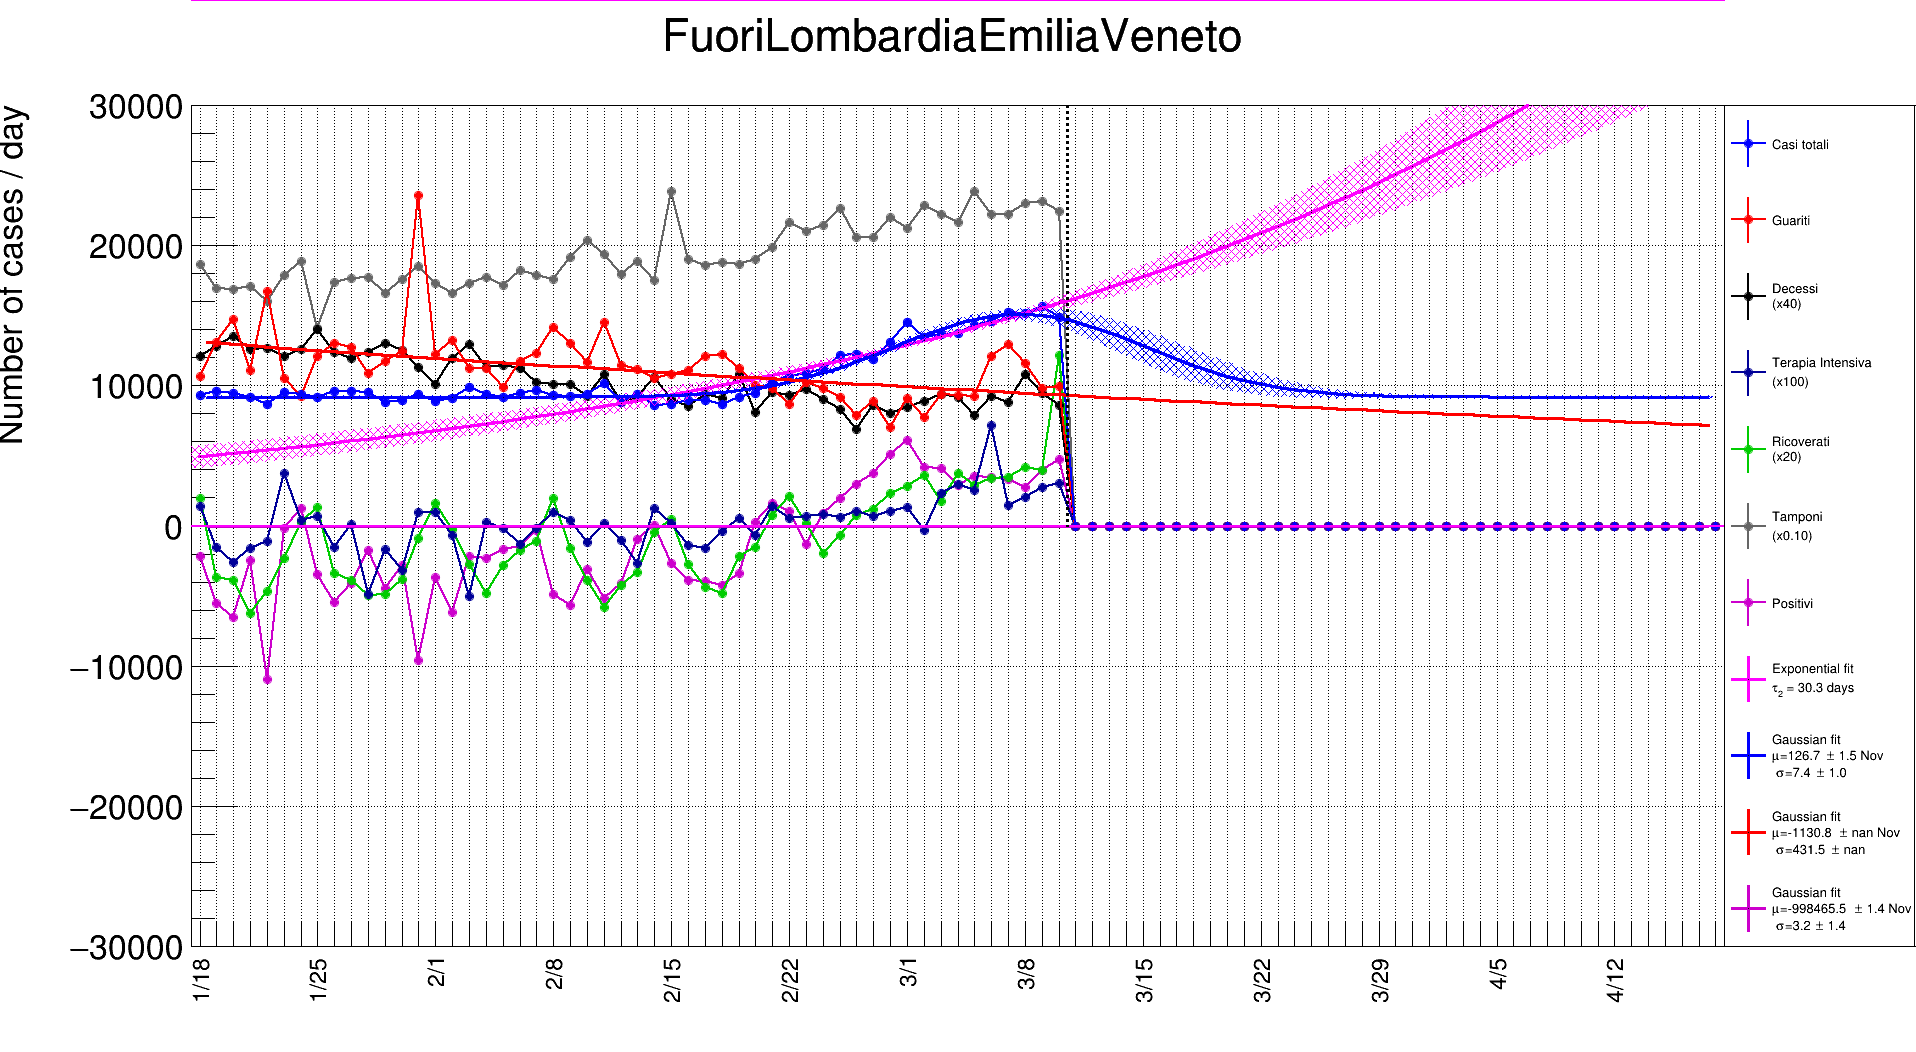 FuoriLombardiaEmiliaVeneto
Number of cases / day
30000
20000
10000
0
−10000
−20000
−30000
1/18
1/25
2/1
2/8
2/15
2/22
3/1
3/8
3/15
3/22
3/29
4/5
4/12
Casi totali
Guariti
Decessi
(x40)
Terapia Intensiva
(x100)
Ricoverati
(x20)
Tamponi
(x0.10)
Positivi
Exponential fit
τ2 = 30.3 days
Gaussian fit
μ=126.7 ± 1.5 Nov
σ=7.4 ± 1.0
Gaussian fit
μ=-1130.8 ± nan Nov
σ=431.5 ± nan
Gaussian fit
μ=-998465.5 ± 1.4 Nov
σ=3.2 ± 1.4